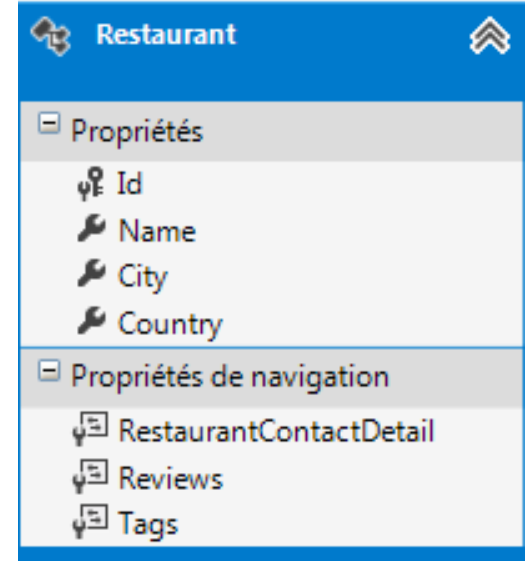 Restaurant
Propriétés
Id
Name
City
Country
Propriétés de navigation
RestaurantContactDetail
Reviews
Tags